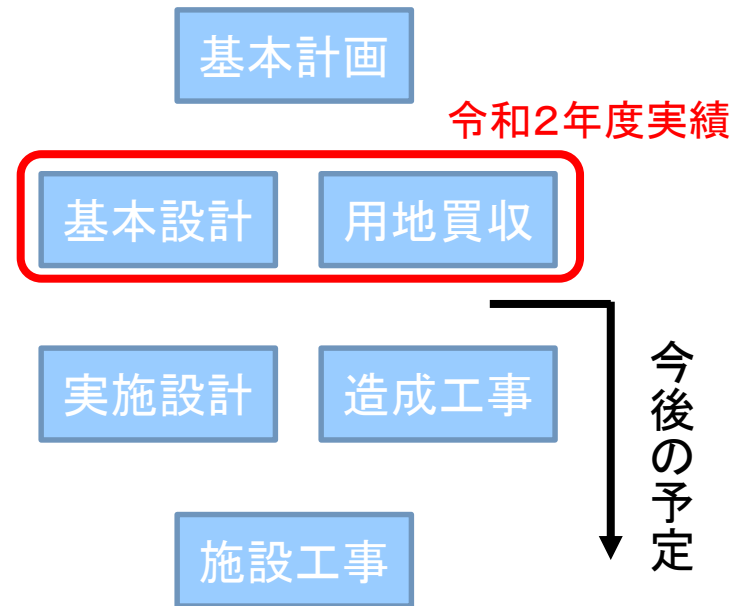 基本計画
令和2年度実績
基本設計
用地買収
実施設計
造成工事
今後の予定
施設工事